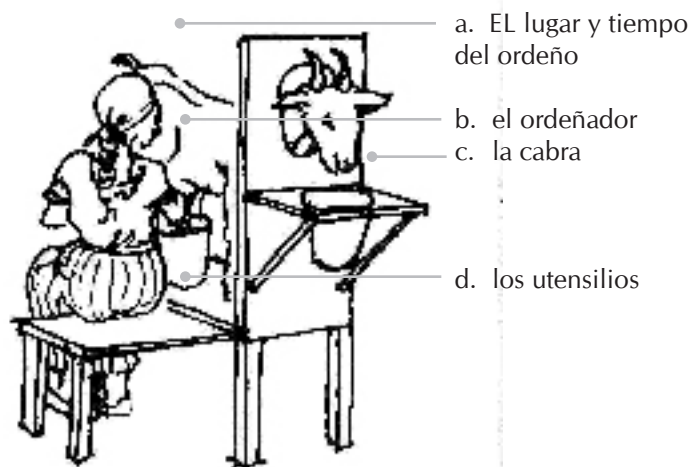 a. EL lugar y tiempo
del ordeño
b. el ordeñador
c. la cabra
d. los utensilios